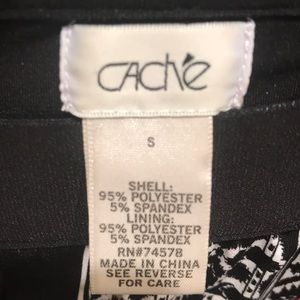 CACHÉ
S
SHELL:
95% POLYESTER
5% SPANDEX
LINING:
95% POLYESTER
5% SPANDEX
RN#74578
MADE IN CHINA
SEE REVERSE
FOR CARE